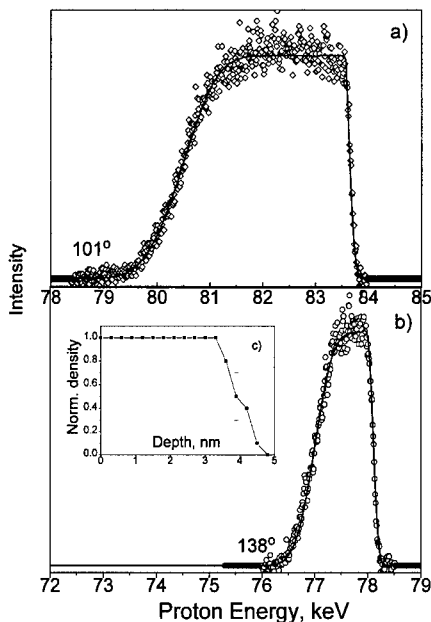 a)
101°
78 79 80 81 82 83 84 85
Intensity
b)
c)
Norm. density
1.0
0.8
0.6
0.4
0.2
0.0
Depth, nm
0 1 2 3 4 5
138°
72 73 74 75 76 77 78 79
Proton Energy, keV